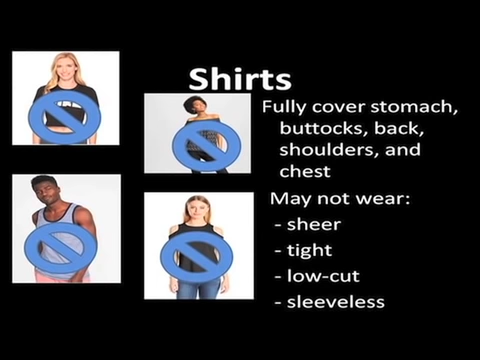 Shirts
Fully cover stomach,
buttocks, back,
shoulders, and
chest
May not wear:
- sheer
- tight
- low-cut
- sleeveless